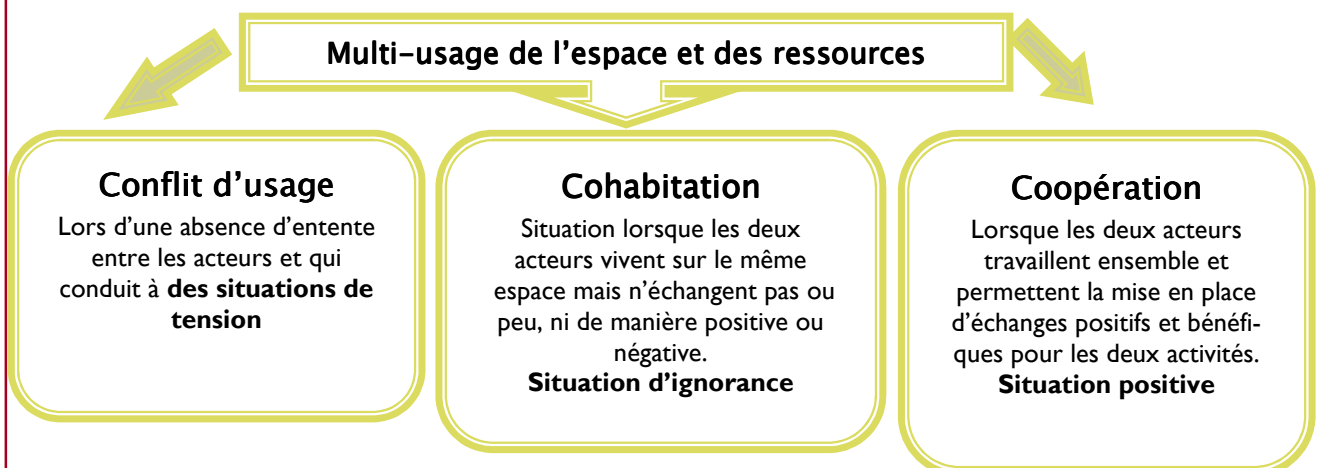 Multi-usage de l’espace et des ressources
Conflit d’usage
Lors d’une absence d’entente
entre les acteurs et qui
conduit à des situations de
tension
Cohabitation
Situation lorsque les deux
acteurs vivent sur le même
espace mais n’échangent pas ou
peu, ni de manière positive ou
négative.
Situation d’ignorance
Coopération
Lorsque les deux acteurs
travaillent ensemble et
permettent la mise en place
d’échanges positifs et bénéfi-
ques pour les deux activités.
Situation positive